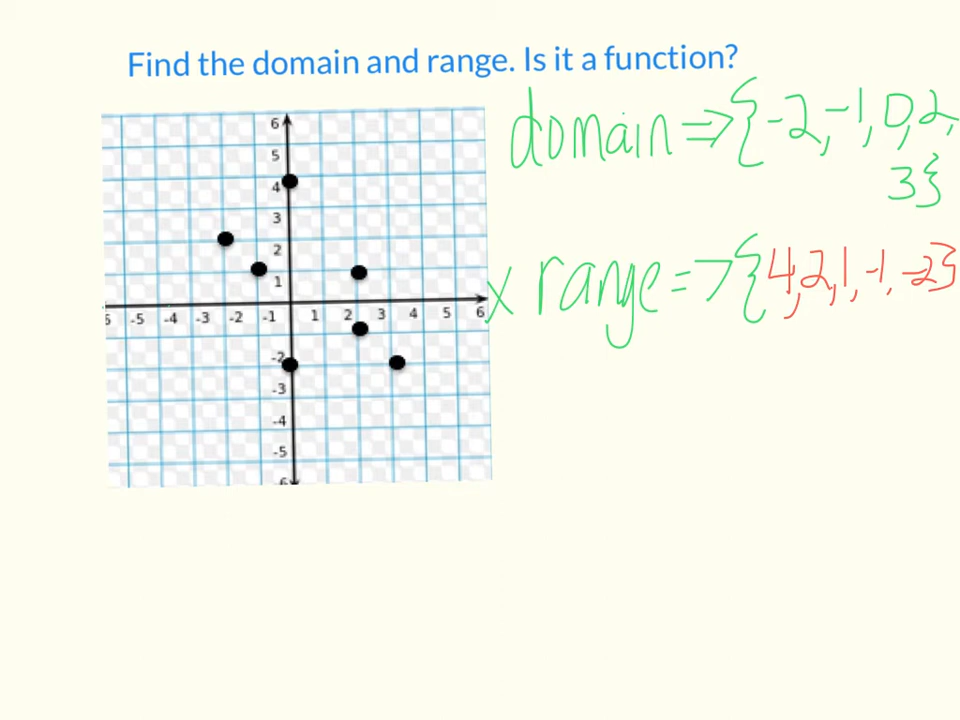 Find the domain and range. Is it a function?
domain => {-2, -1, 0, 2,
3}
x range => {4, 2, 1, -1, -2}
6
5
4
3
2
1
-5 -4 -3 -2 -1 1 2 3 4 5 6
-2
-3
-4
-5